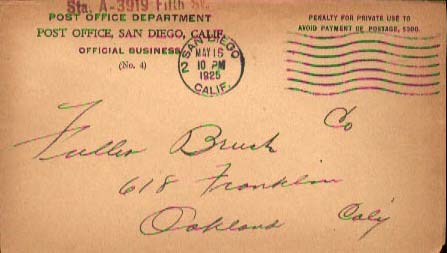 Sta. A-3919 Fifth St.
POST OFFICE DEPARTMENT
POST OFFICE, SAN DIEGO, CALIF.
OFFICIAL BUSINESS
(No. 4)
SAN DIEGO
2
MAY 16
10 PM
1925
CALIF.
PENALTY FOR PRIVATE USE TO
AVOID PAYMENT OF POSTAGE, $300.
Fuller Brush Co
618 Franklin
Oakland Caly